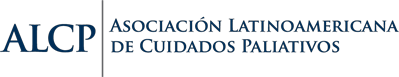 ALCP
Asociación Latinoamericana
de Cuidados Paliativos